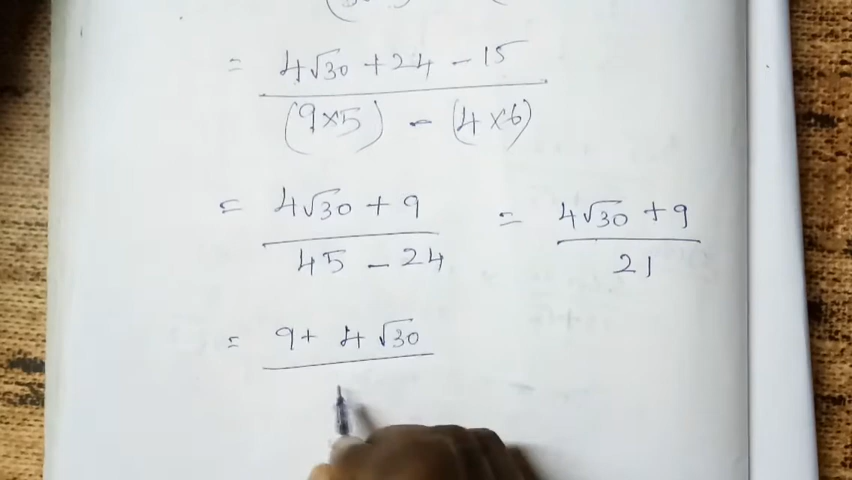 = 4√30 + 24 - 15
(9×5) - (4×6)
= 4√30 + 9 = 4√30 + 9
45 - 24 21
= 9 + 4√30